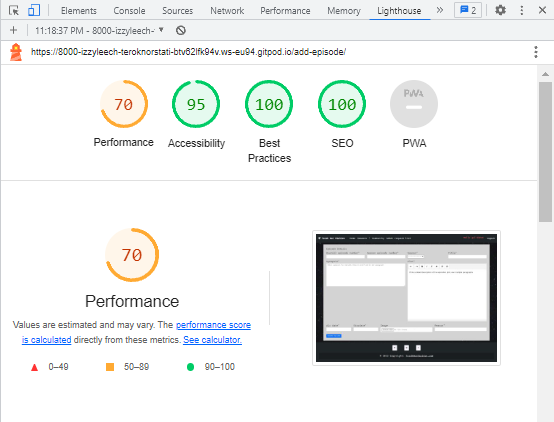 Elements Console Sources Network Performance Memory Lighthouse » 2
11:18:37 PM - 8000-izzyleech-
https://8000-izzyleech-teroknorstati-btv62lfk94v.ws-eu94.gitpod.io/add-episode/
70 95 100 100 PWA
Performance Accessibility Best Practices SEO PWA
70
Performance
Values are estimated and may vary. The performance score
is calculated directly from these metrics. See calculator.
0–49 50–89 90–100